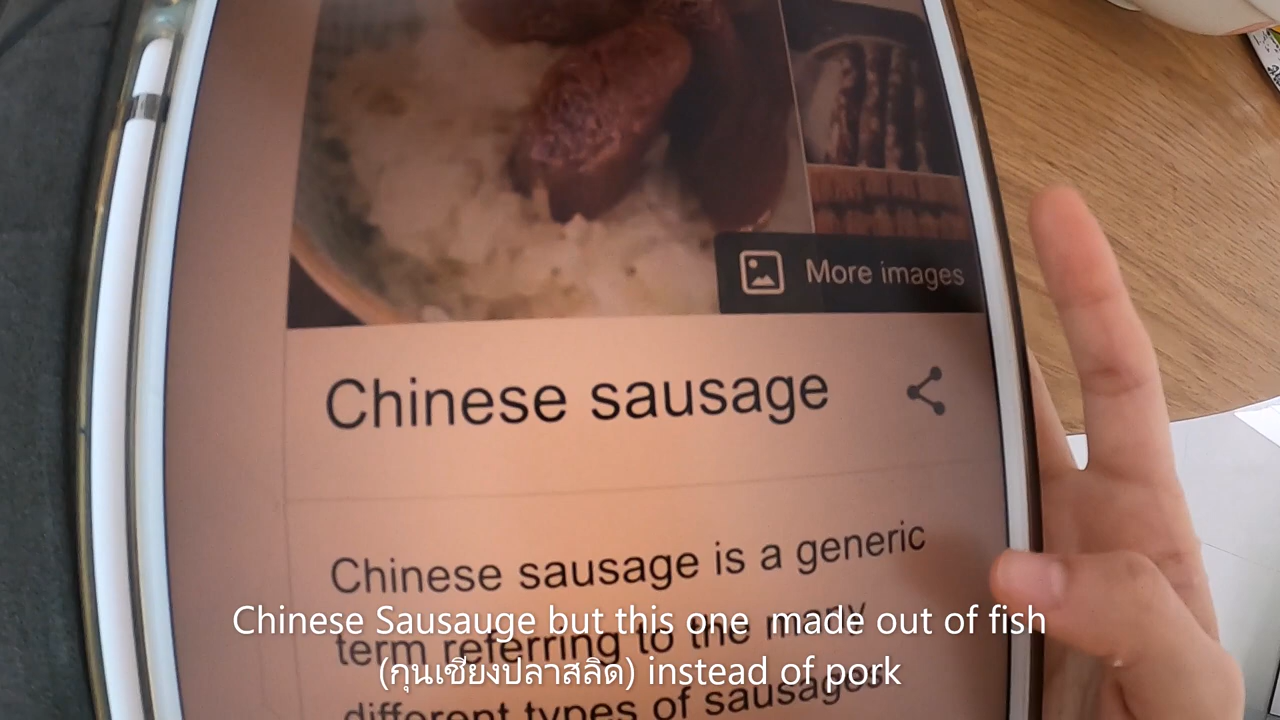 More images
Chinese sausage
Chinese sausage is a generic
term referring to the many
different types of sausages
Chinese Sausauge but this one  made out of fish
(กุนเซียงปลาสลิด) instead of pork